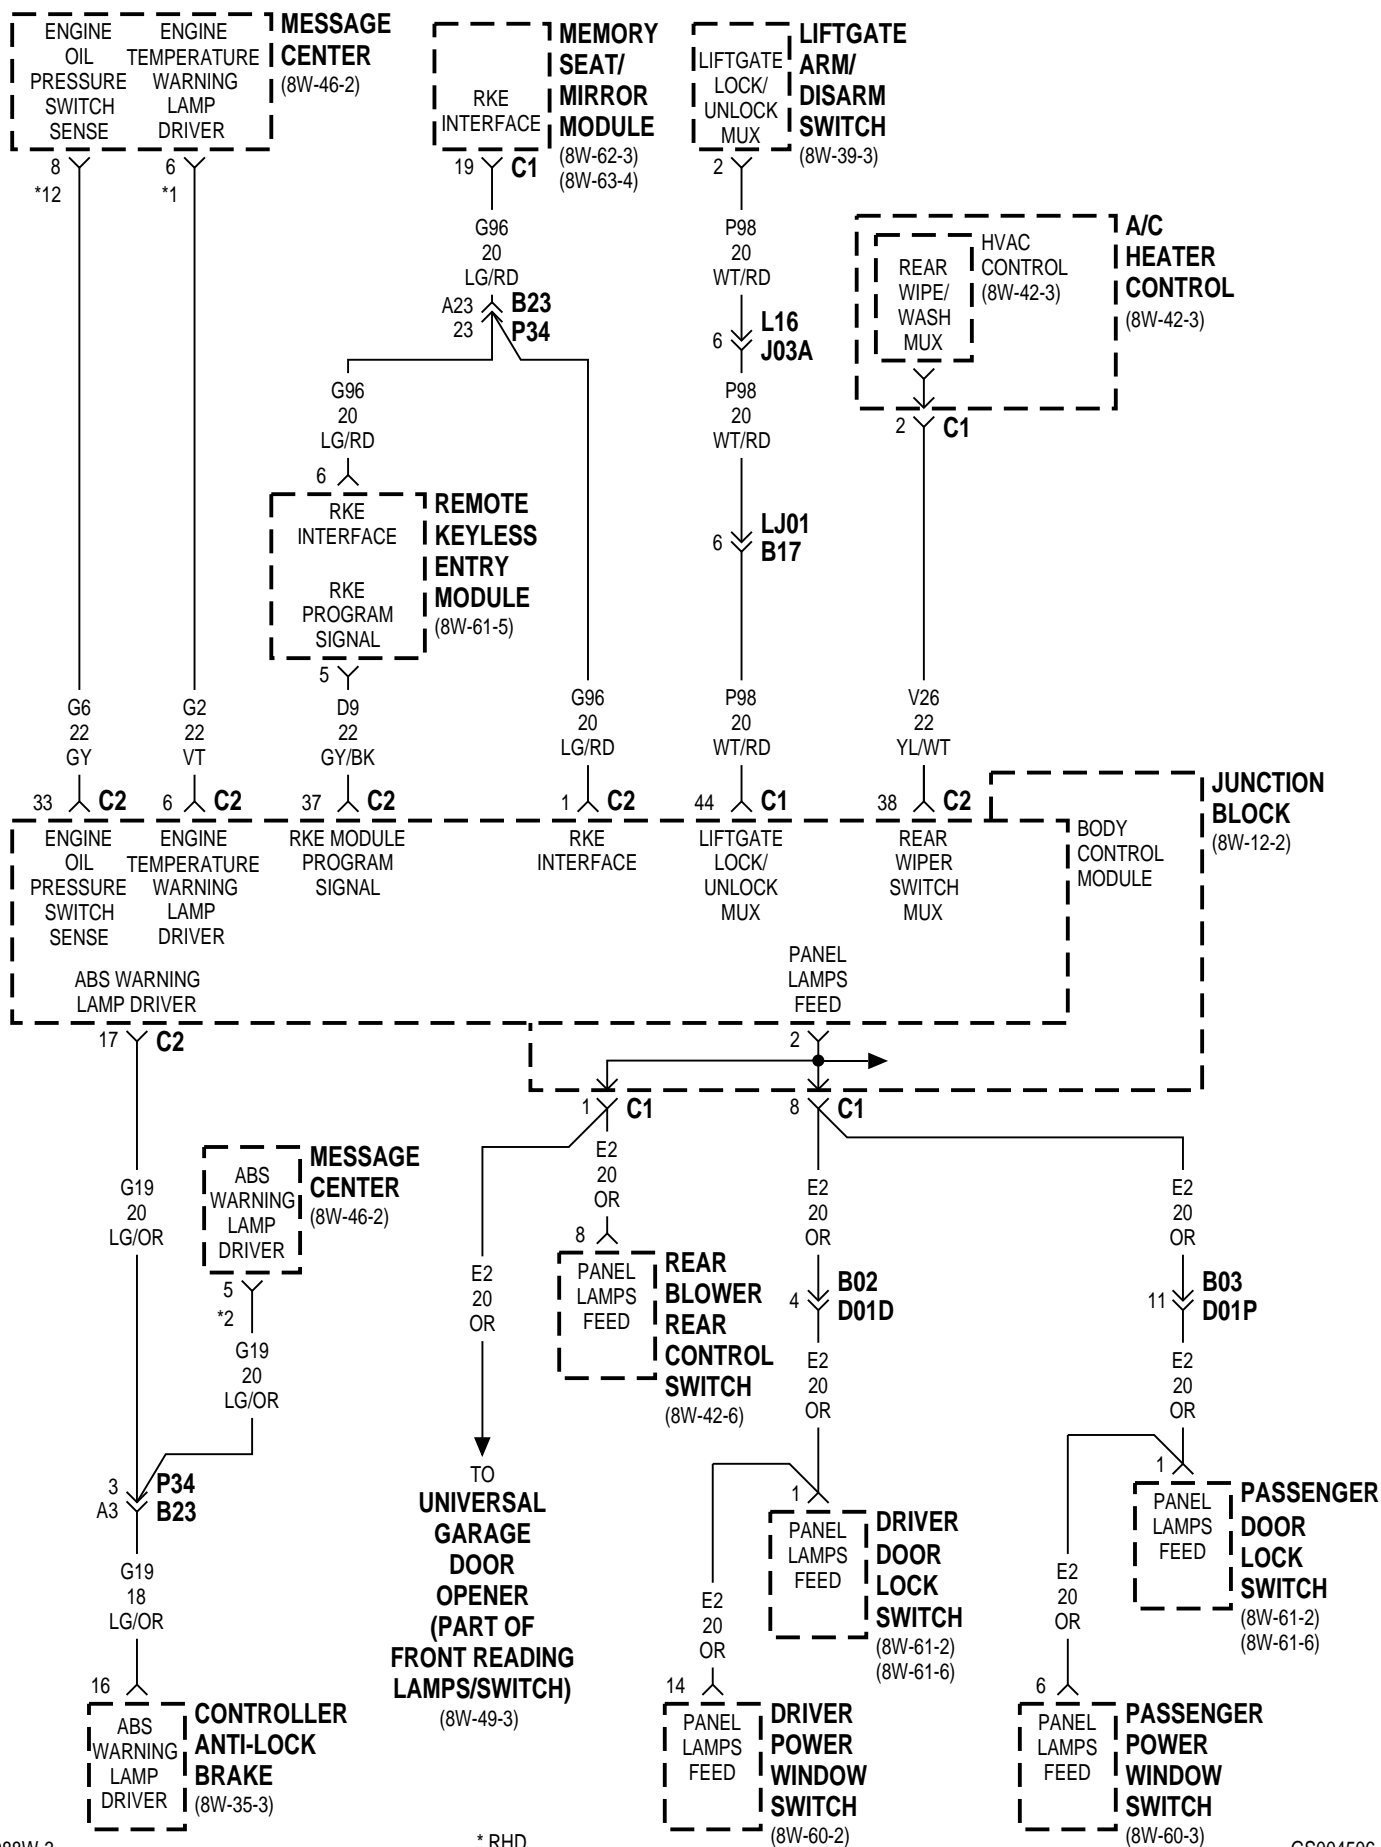 ENGINE
OIL
PRESSURE
SWITCH
SENSE
ENGINE
TEMPERATURE
WARNING
LAMP
DRIVER
MESSAGE
CENTER
(8W-46-2)
8
*12
6
*1
RKE
INTERFACE
MEMORY
SEAT/
MIRROR
MODULE
(8W-62-3)
(8W-63-4)
19
C1
LIFTGATE
LOCK/
UNLOCK
MUX
LIFTGATE
ARM/
DISARM
SWITCH
(8W-39-3)
2
G96
20
LG/RD
A23
B23
23
P34
P98
20
WT/RD
L16
6
J03A
P98
20
WT/RD
REAR
WIPE/
WASH
MUX
HVAC
CONTROL
(8W-42-3)
A/C
HEATER
CONTROL
(8W-42-3)
2
C1
G96
20
LG/RD
6
RKE
INTERFACE
RKE
PROGRAM
SIGNAL
REMOTE
KEYLESS
ENTRY
MODULE
(8W-61-5)
5
LJ01
6
B17
G6
22
GY
G2
22
VT
D9
22
GY/BK
G96
20
LG/RD
P98
20
WT/RD
V26
22
YL/WT
33
C2
6
C2
37
C2
1
C2
44
C1
38
C2
JUNCTION
BLOCK
(8W-12-2)
ENGINE
OIL
PRESSURE
SWITCH
SENSE
ENGINE
TEMPERATURE
WARNING
LAMP
DRIVER
RKE MODULE
PROGRAM
SIGNAL
RKE
INTERFACE
LIFTGATE
LOCK/
UNLOCK
MUX
REAR
WIPER
SWITCH
MUX
BODY
CONTROL
MODULE
ABS WARNING
LAMP DRIVER
PANEL
LAMPS
FEED
17
C2
2
1
C1
8
C1
G19
20
LG/OR
ABS
WARNING
LAMP
DRIVER
MESSAGE
CENTER
(8W-46-2)
5
*2
G19
20
LG/OR
E2
20
OR
8
PANEL
LAMPS
FEED
REAR
BLOWER
REAR
CONTROL
SWITCH
(8W-42-6)
E2
20
OR
E2
20
OR
B02
4
D01D
E2
20
OR
E2
20
OR
B03
11
D01P
E2
20
OR
3
P34
A3
B23
G19
18
LG/OR
16
ABS
WARNING
LAMP
DRIVER
CONTROLLER
ANTI-LOCK
BRAKE
(8W-35-3)
TO
UNIVERSAL
GARAGE
DOOR
OPENER
(PART OF
FRONT READING
LAMPS/SWITCH)
(8W-49-3)
1
PANEL
LAMPS
FEED
DRIVER
DOOR
LOCK
SWITCH
(8W-61-2)
(8W-61-6)
E2
20
OR
14
PANEL
LAMPS
FEED
DRIVER
POWER
WINDOW
SWITCH
(8W-60-2)
1
PANEL
LAMPS
FEED
PASSENGER
DOOR
LOCK
SWITCH
(8W-61-2)
(8W-61-6)
E2
20
OR
6
PANEL
LAMPS
FEED
PASSENGER
POWER
WINDOW
SWITCH
(8W-60-3)
* RHD